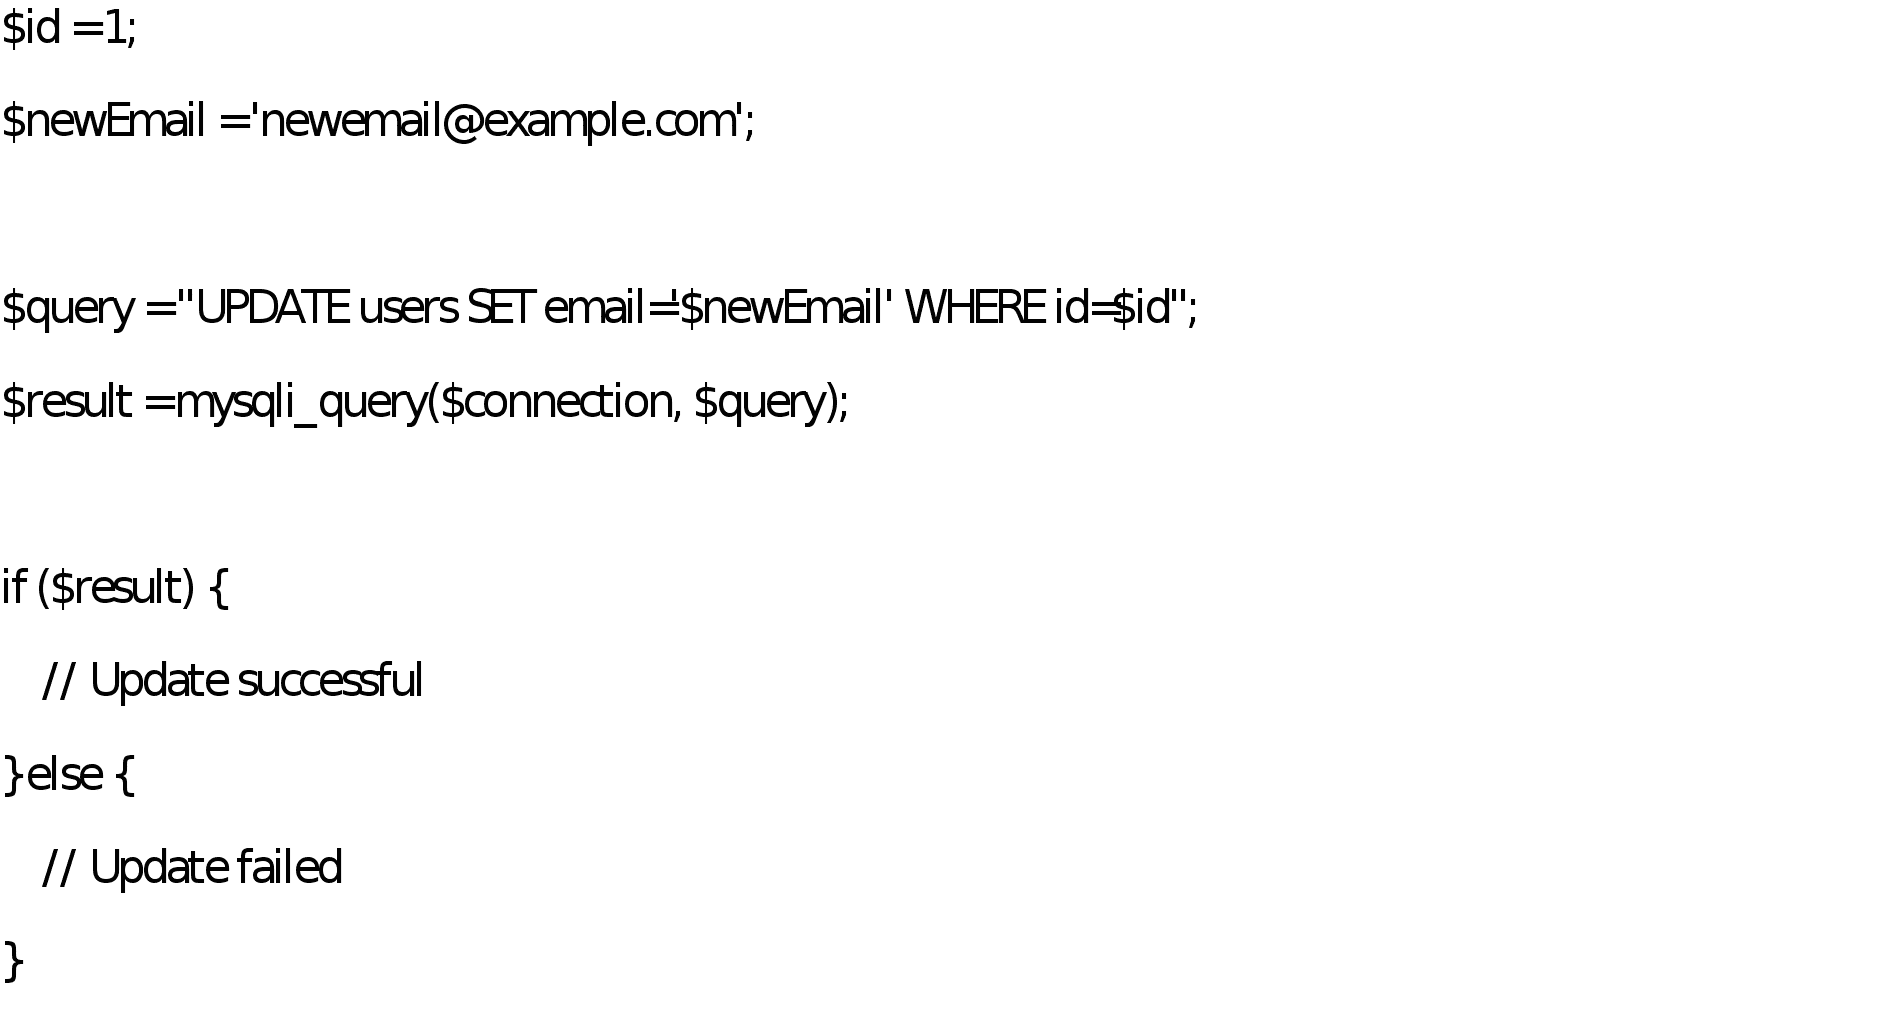 $id = 1;
$newEmail = 'newemail@example.com';
$query = "UPDATE users SET email='$newEmail' WHERE id=$id";
$result = mysqli_query($connection, $query);
if ($result) {
    // Update successful
} else {
    // Update failed
}